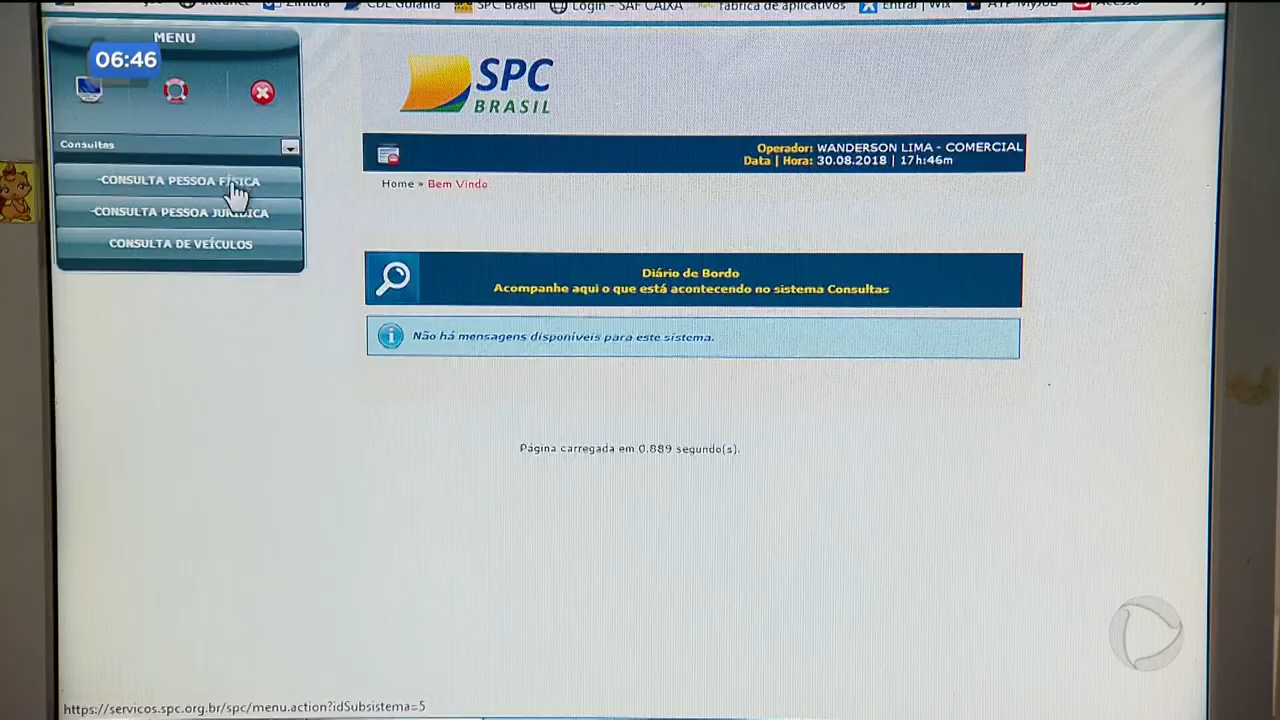 Intranet
Zimbra
CDL Goiânia
SPC Brasil
Login - SAF CAIXA
fábrica de aplicativos
Entrar | Wix
ATP MyJob
Acesso
MENU
06:46
SPC
BRASIL
Consultas
Operador: WANDERSON LIMA - COMERCIAL
Data | Hora: 30.08.2018 | 17h:46m
-CONSULTA PESSOA FÍSICA
Home » Bem Vindo
-CONSULTA PESSOA JURÍDICA
CONSULTA DE VEÍCULOS
Diário de Bordo
Acompanhe aqui o que está acontecendo no sistema Consultas
Não há mensagens disponíveis para este sistema.
Página carregada em 0.889 segundo(s).
https://servicos.spc.org.br/spc/menu.action?idSubsistema=5